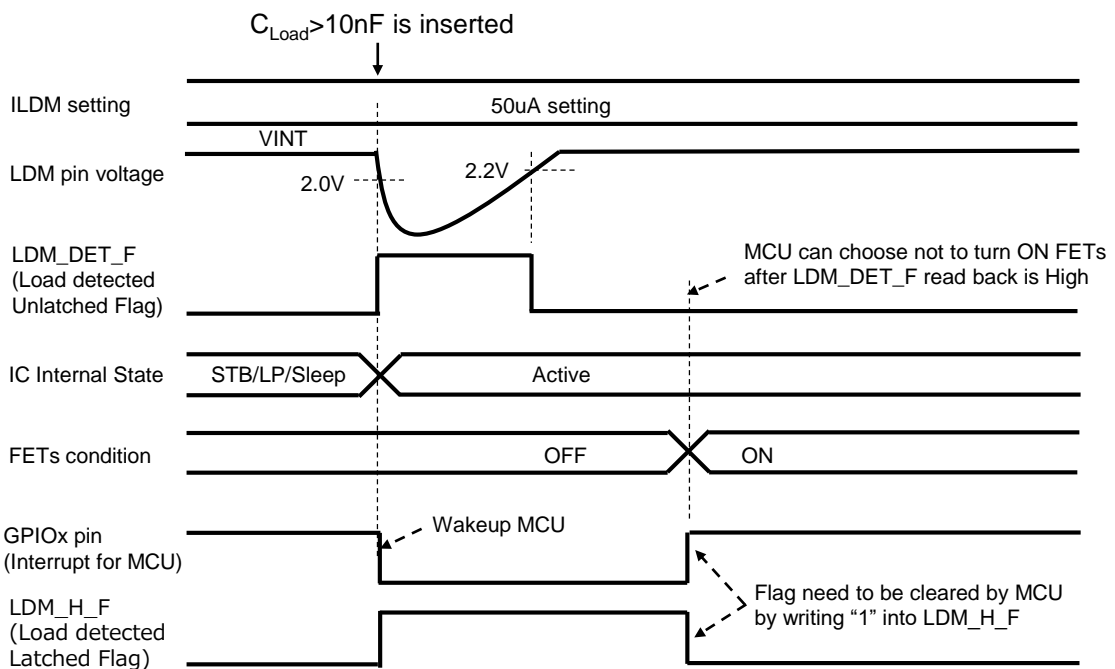 C_Load>10nF is inserted
ILDM setting
50uA setting
VINT
LDM pin voltage
2.0V
2.2V
LDM_DET_F
(Load detected
Unlatched Flag)
MCU can choose not to turn ON FETs
after LDM_DET_F read back is High
IC Internal State
STB/LP/Sleep
Active
FETs condition
OFF
ON
GPIOx pin
(Interrupt for MCU)
Wakeup MCU
LDM_H_F
(Load detected
Latched Flag)
Flag need to be cleared by MCU
by writing “1” into LDM_H_F